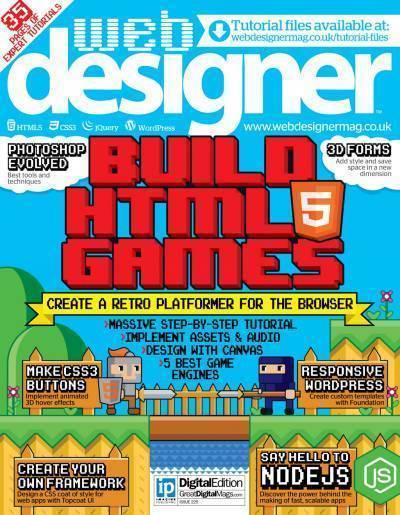 35
PAGES OF
EXPERT TUTORIALS
web
designer
Tutorial files available at:
webdesignermag.co.uk/tutorial-files
HTML5 CSS3 jQuery WordPress
www.webdesignermag.co.uk
PHOTOSHOP
EVOLVED
Best tools and
techniques
3D FORMS
Add style and save
space in a new
dimension
BUILD
HTML5
GAMES
CREATE A RETRO PLATFORMER FOR THE BROWSER
>MASSIVE STEP-BY-STEP TUTORIAL
>IMPLEMENT ASSETS & AUDIO
>DESIGN WITH CANVAS
>5 BEST GAME
ENGINES
MAKE CSS3
BUTTONS
Implement animated
3D hover effects
RESPONSIVE
WORDPRESS
Create custom templates
with Foundation
CREATE YOUR
OWN FRAMEWORK
Design a CSS coat of style for
web apps with Topcoat UI
ip
IMAGINE
PUBLISHING
DigitalEdition
GreatDigitalMags.com
SAY HELLO TO
NODEJS
Discover the power behind the
making of fast, scalable apps
JS